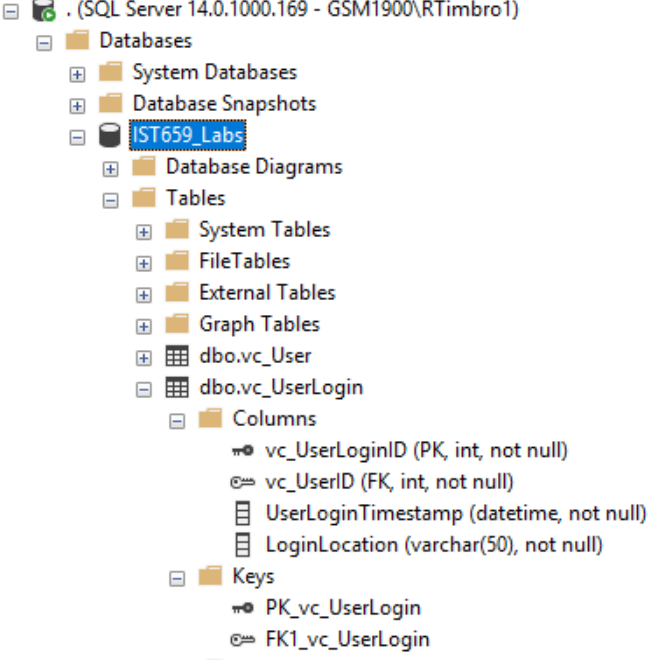 . (SQL Server 14.0.1000.169 - GSM1900\RTimbro1)
Databases
System Databases
Database Snapshots
IST659_Labs
Database Diagrams
Tables
System Tables
FileTables
External Tables
Graph Tables
dbo.vc_User
dbo.vc_UserLogin
Columns
vc_UserLoginID (PK, int, not null)
vc_UserID (FK, int, not null)
UserLoginTimestamp (datetime, not null)
LoginLocation (varchar(50), not null)
Keys
PK_vc_UserLogin
FK1_vc_UserLogin